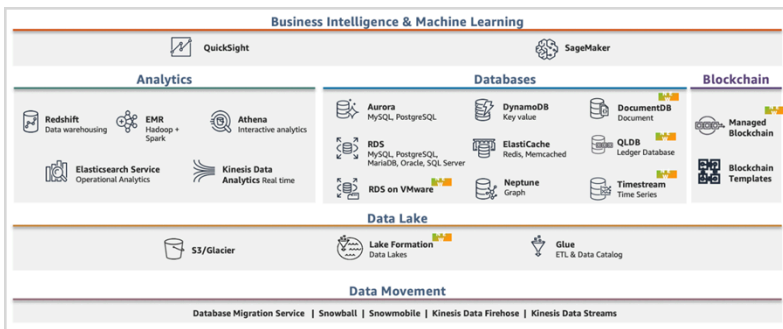 Business Intelligence & Machine Learning
QuickSight
SageMaker
Analytics
Redshift
Data warehousing
EMR
Hadoop +
Spark
Athena
Interactive analytics
Elasticsearch Service
Operational Analytics
Kinesis Data
Analytics Real time
Databases
Aurora
MySQL, PostgreSQL
DynamoDB
Key value
DocumentDB
Document
RDS
MySQL, PostgreSQL,
MariaDB, Oracle, SQL Server
ElastiCache
Redis, Memcached
QLDB
Ledger Database
RDS on VMware
Neptune
Graph
Timestream
Time Series
Blockchain
Managed
Blockchain
Blockchain
Templates
Data Lake
S3/Glacier
Lake Formation
Data Lakes
Glue
ETL & Data Catalog
Data Movement
Database Migration Service | Snowball | Snowmobile | Kinesis Data Firehose | Kinesis Data Streams